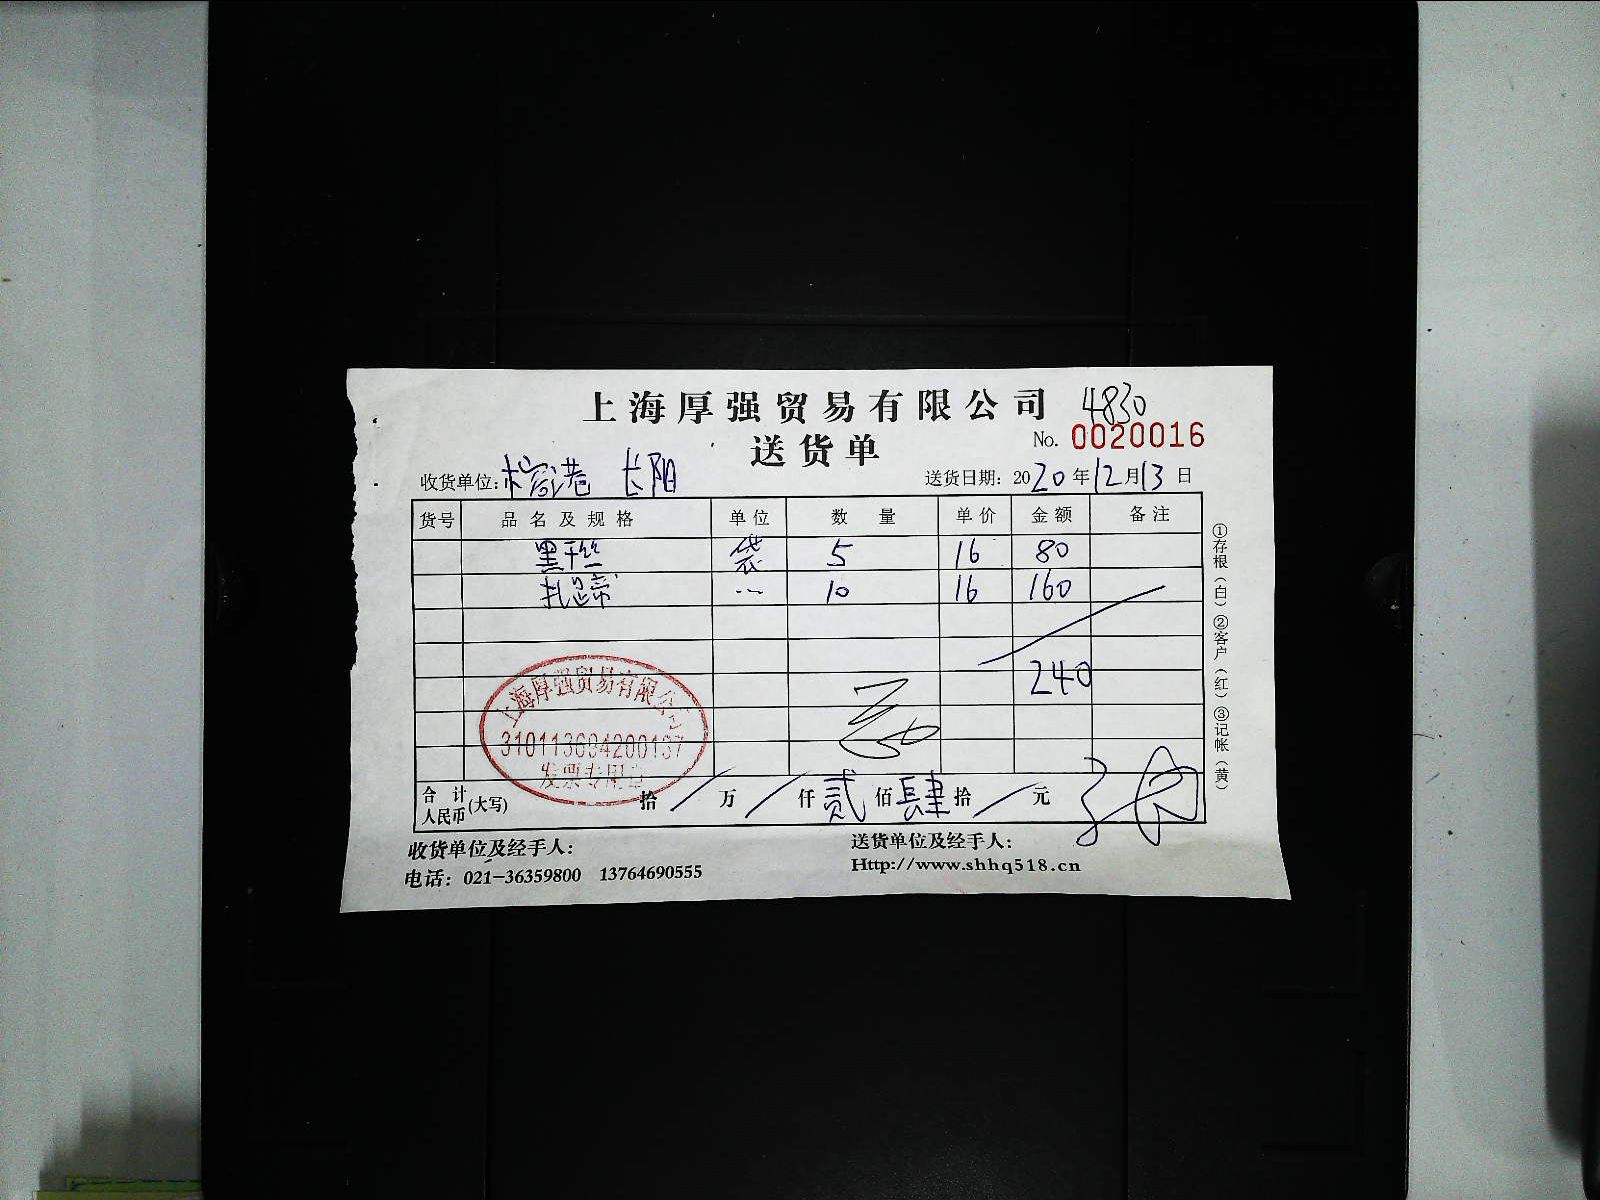 上海厚强贸易有限公司 4830
送货单 No. 0020016
收货单位: 长阳 送货日期: 2020年12月13日
货号 品名及规格 单位 数量 单价 金额 备注
黑干丝 袋 5 16 80
10 16 160
240
上海厚强贸易有限公司
发票专用章
合计人民币(大写) 拾 / 万 / 仟 贰 佰 肆 拾 / 元
收货单位及经手人: 送货单位及经手人:
电话: 021-36359800 13764690555 Http://www.shhq518.cn
①存根(白) ②客户(红) ③记帐(黄)